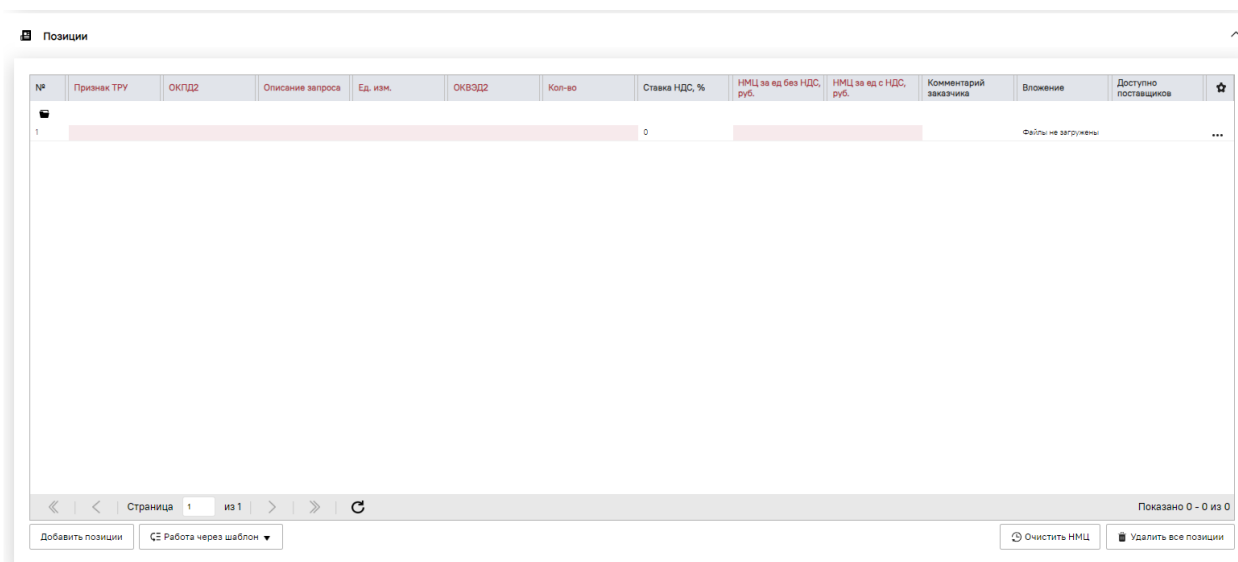 Позиции
№ Признак ТРУ ОКПД2 Описание запроса Ед. изм. ОКВЭД2 Кол-во Ставка НДС, % НМЦ за ед без НДС, руб. НМЦ за ед с НДС, руб. Комментарий заказчика Вложение Доступно поставщиков
1 0 Файлы не загружены ...
Страница 1 из 1 Показано 0 - 0 из 0
Добавить позиции Работа через шаблон Очистить НМЦ Удалить все позиции